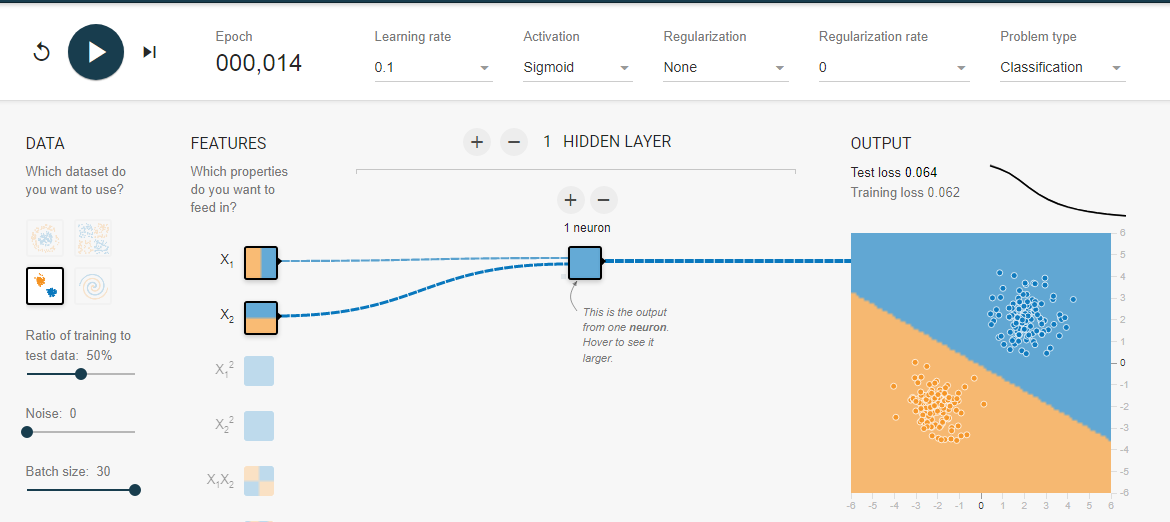 Epoch
000,014
Learning rate
0.1
Activation
Sigmoid
Regularization
None
Regularization rate
0
Problem type
Classification
DATA
Which dataset do
you want to use?
Ratio of training to
test data: 50%
Noise: 0
Batch size: 30
FEATURES
Which properties
do you want to
feed in?
X1
X2
X1²
X2²
X1X2
1 HIDDEN LAYER
1 neuron
This is the output
from one neuron.
Hover to see it
larger.
OUTPUT
Test loss 0.064
Training loss 0.062
6
5
4
3
2
1
0
-1
-2
-3
-4
-5
-6
-6 -5 -4 -3 -2 -1 0 1 2 3 4 5 6